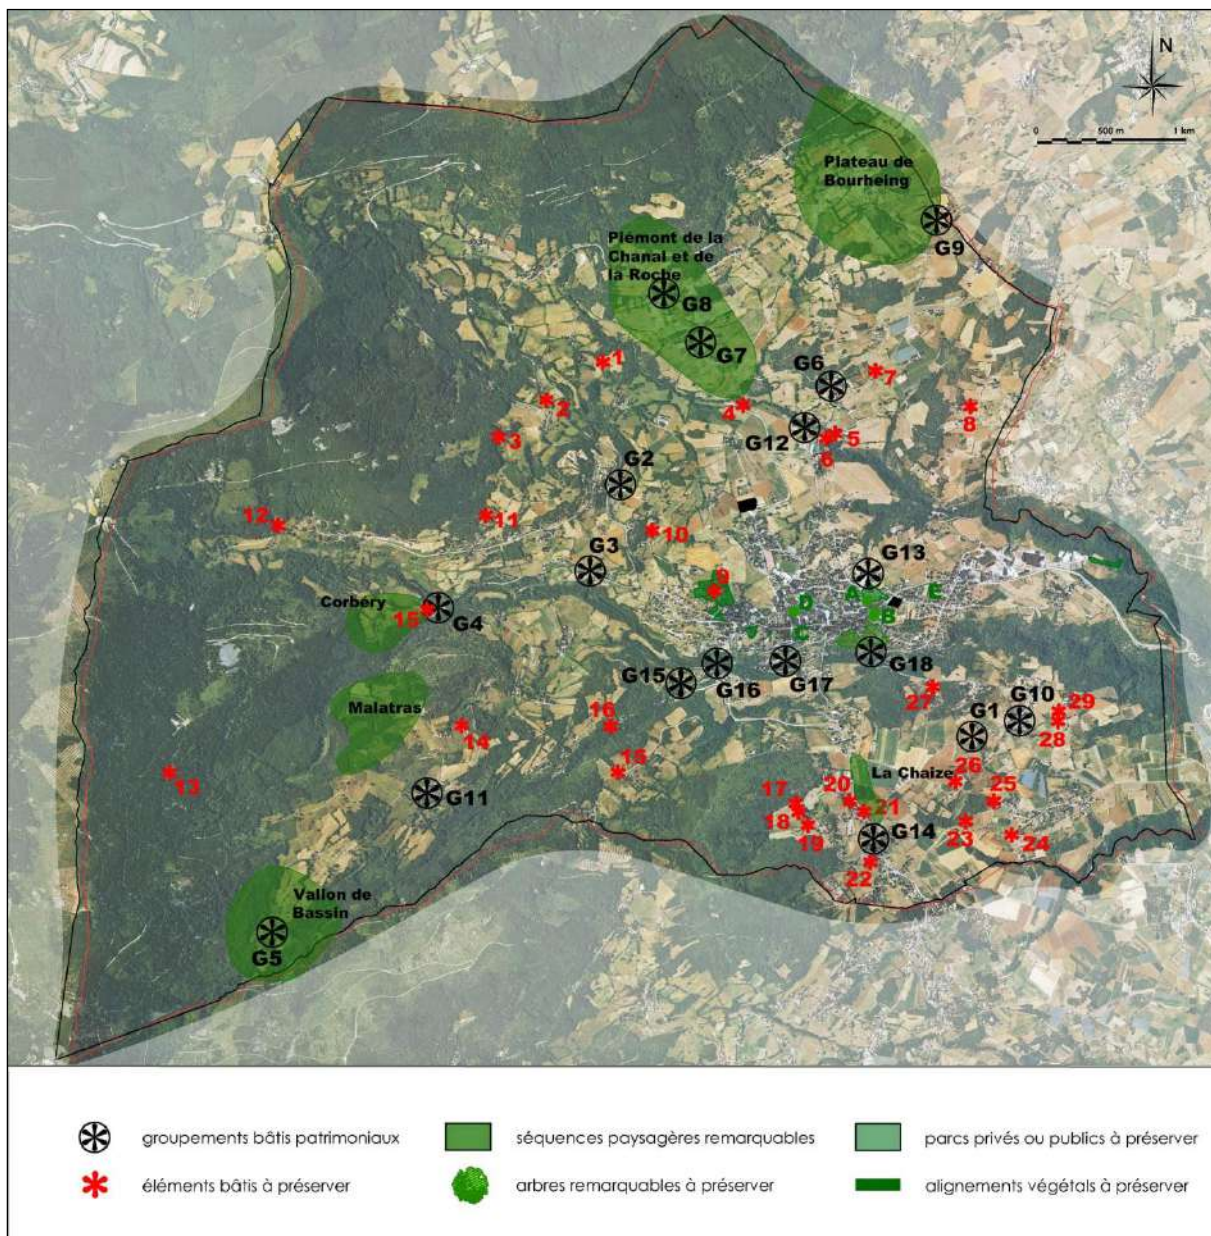 N
0 500 m 1 km
Plateau de
Bourheing
G9
Piémont de la
Chanal et de
la Roche
G8
G7
1
G6
7
2
4
8
3
G12
5
6
G2
12
11
10
G3
G13
9
Corbéry
15
G4
D
A
E
B
C
G18
G15
G16
G17
27
Malatras
G10
29
G1
28
16
14
13
15
La Chaize
26
25
G11
17
20
18
21
19
G14
23
24
22
Vallon de
Bassin
G5
groupements bâtis patrimoniaux
séquences paysagères remarquables
parcs privés ou publics à préserver
éléments bâtis à préserver
arbres remarquables à préserver
alignements végétals à préserver